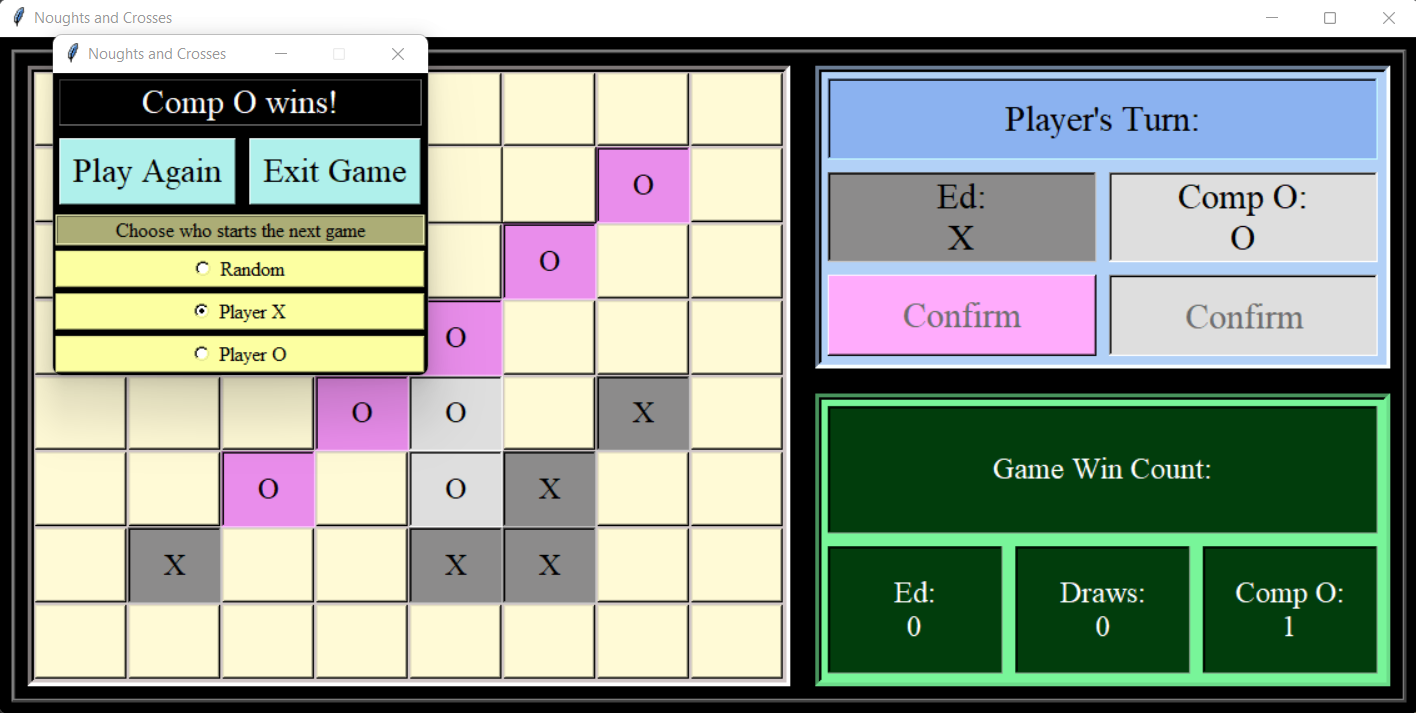 Noughts and Crosses
Noughts and Crosses
Comp O wins!
Play Again
Exit Game
Choose who starts the next game
Random
Player X
Player O
O
O
O
O O X
O O X
X X X
Player's Turn:
Ed:
X
Comp O:
O
Confirm
Confirm
Game Win Count:
Ed:
0
Draws:
0
Comp O:
1